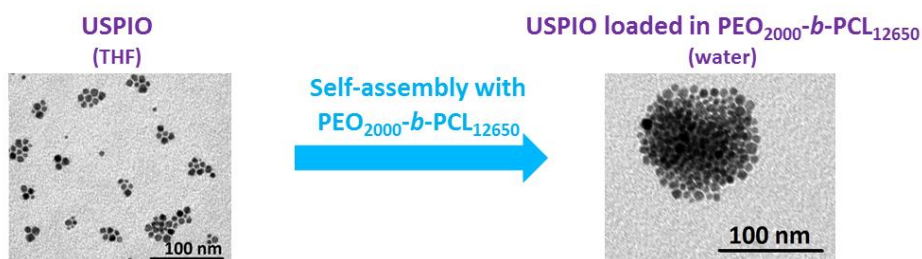 USPIO
(THF)
100 nm
Self-assembly with
PEO2000-b-PCL12650
USPIO loaded in PEO2000-b-PCL12650
(water)
100 nm